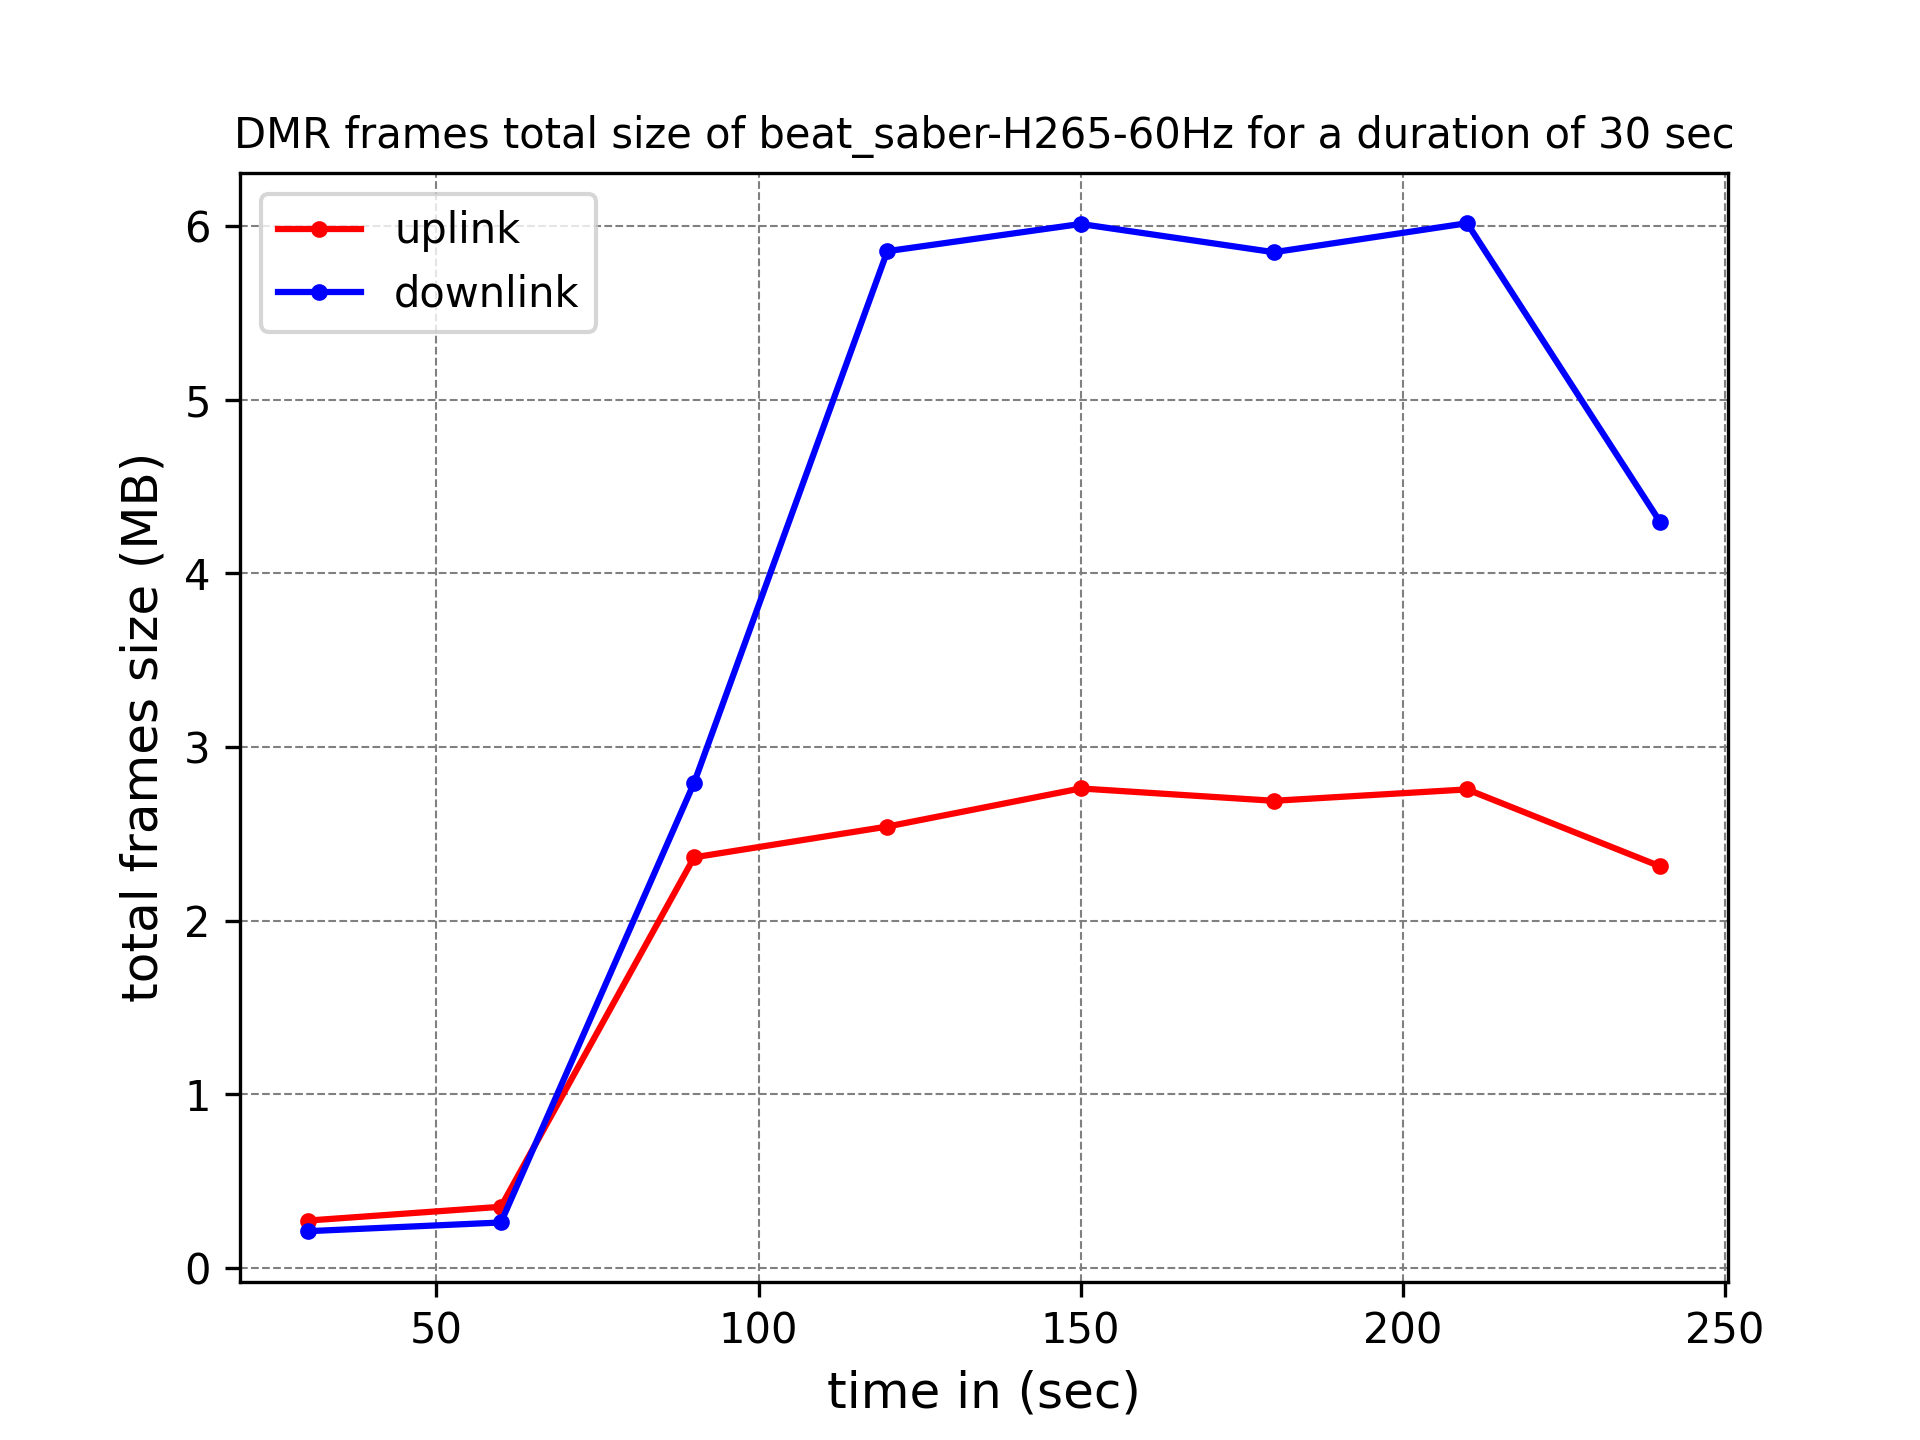 DMR frames total size of beat_saber-H265-60Hz for a duration of 30 sec
uplink
downlink
6
5
4
3
2
1
0
total frames size (MB)
50 100 150 200 250
time in (sec)